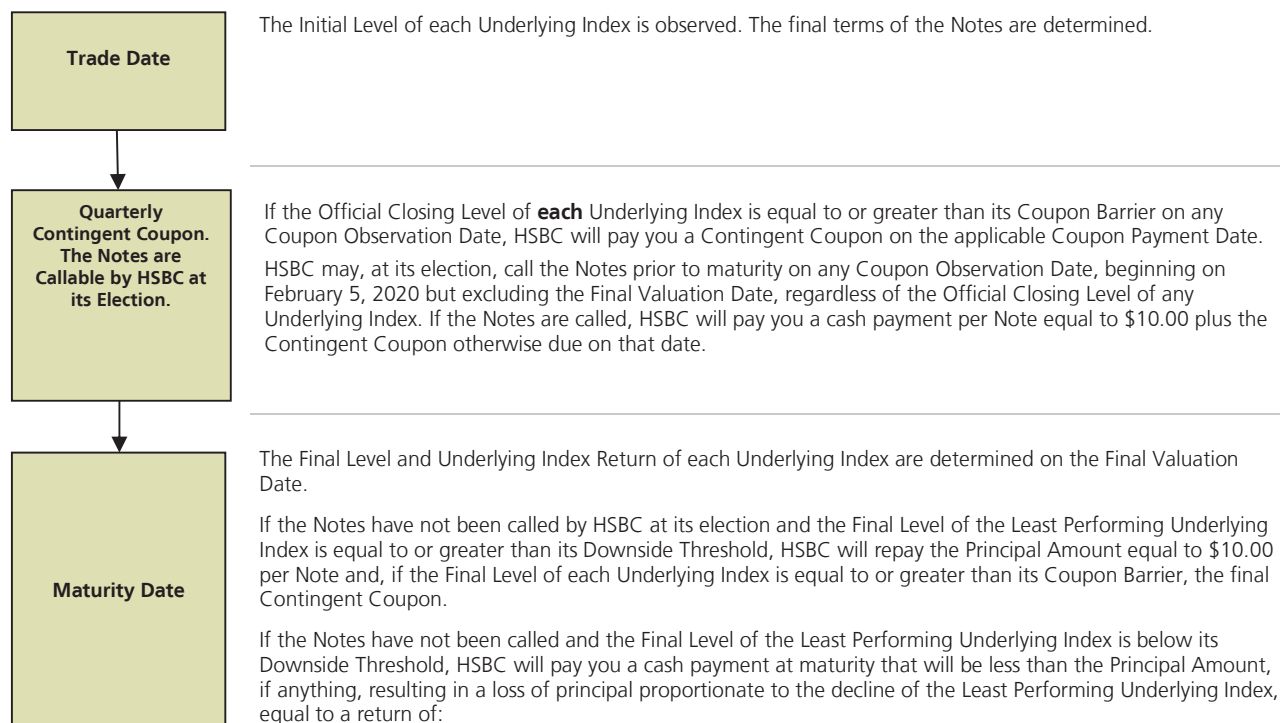 Trade Date
The Initial Level of each Underlying Index is observed. The final terms of the Notes are determined.
Quarterly
Contingent Coupon.
The Notes are
Callable by HSBC at
its Election.
If the Official Closing Level of each Underlying Index is equal to or greater than its Coupon Barrier on any
Coupon Observation Date, HSBC will pay you a Contingent Coupon on the applicable Coupon Payment Date.
HSBC may, at its election, call the Notes prior to maturity on any Coupon Observation Date, beginning on
February 5, 2020 but excluding the Final Valuation Date, regardless of the Official Closing Level of any
Underlying Index. If the Notes are called, HSBC will pay you a cash payment per Note equal to $10.00 plus the
Contingent Coupon otherwise due on that date.
Maturity Date
The Final Level and Underlying Index Return of each Underlying Index are determined on the Final Valuation
Date.
If the Notes have not been called by HSBC at its election and the Final Level of the Least Performing Underlying
Index is equal to or greater than its Downside Threshold, HSBC will repay the Principal Amount equal to $10.00
per Note and, if the Final Level of each Underlying Index is equal to or greater than its Coupon Barrier, the final
Contingent Coupon.
If the Notes have not been called and the Final Level of the Least Performing Underlying Index is below its
Downside Threshold, HSBC will pay you a cash payment at maturity that will be less than the Principal Amount,
if anything, resulting in a loss of principal proportionate to the decline of the Least Performing Underlying Index,
equal to a return of: